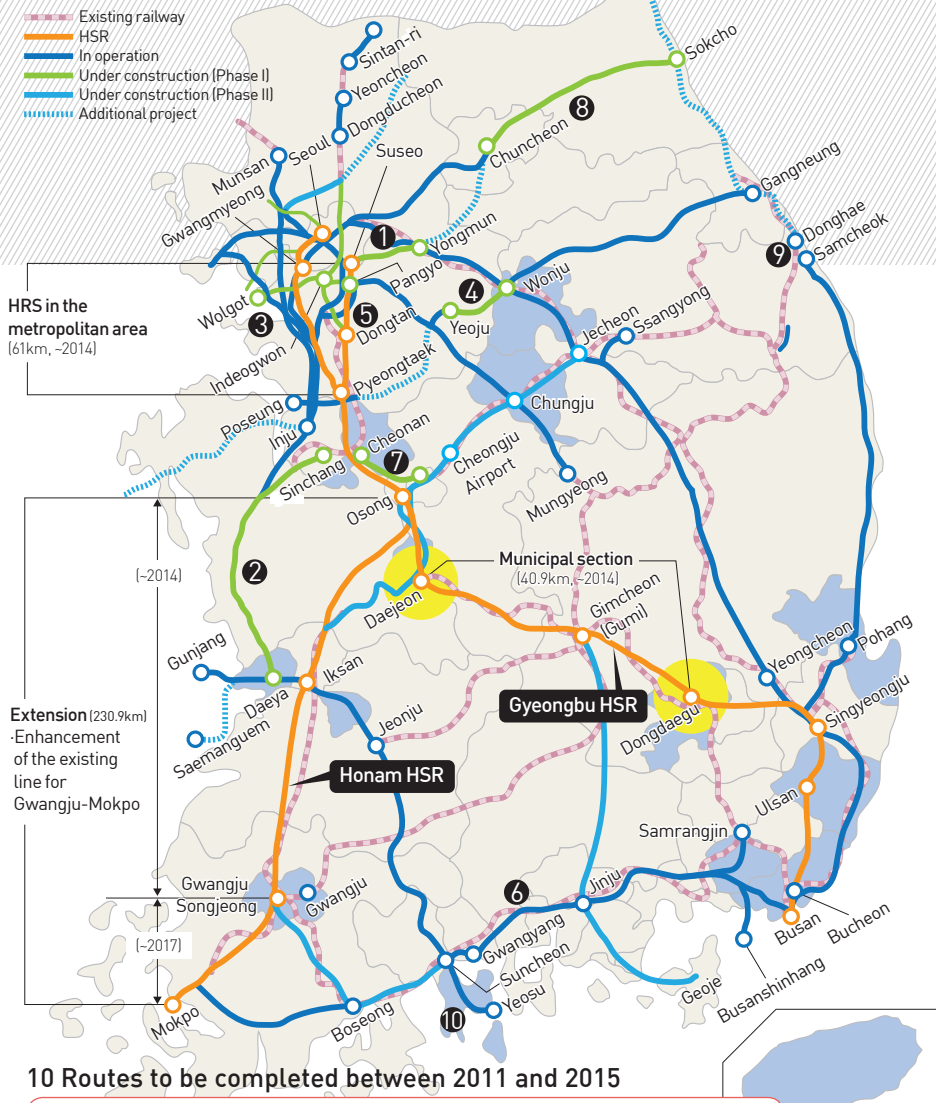 Existing railway
HSR
In operation
Under construction (Phase I)
Under construction (Phase II)
Additional project
Sintan-ri
Yeoncheon
Dongducheon
Sokcho
8
Chuncheon
Suseo
Seoul
Munsan
Gwangmyeong
Gangneung
Donghae
Samcheok
9
1
Yongmun
Pangyo
Wonju
4
Wolgot
3
5
Yeoju
Dongtan
Jecheon
Ssangyong
HRS in the
metropolitan area
(61km, ~2014)
Indeogwon
Pyeongtaek
Chungju
Poseung
Inju
Cheonan
Sinchang
7
Cheongju
Airport
Mungyeong
Osong
(~2014)
2
Municipal section
(40.9km, ~2014)
Daejeon
Gimcheon
(Gumi)
Gunjang
Iksan
Daeya
Saemanguem
Jeonju
Gyeongbu HSR
Dongdaegu
Yeongcheon
Pohang
Singyeongju
Extension (230.9km)
·Enhancement
of the existing
line for
Gwangju-Mokpo
Honam HSR
Ulsan
Samrangjin
Gwangju
Songjeong
Gwangju
6
Jinju
Busan
Bucheon
(~2017)
Gwangyang
Suncheon
Yeosu
Geoje
Busanshinhang
Mokpo
Boseong
10
10 Routes to be completed between 2011 and 2015